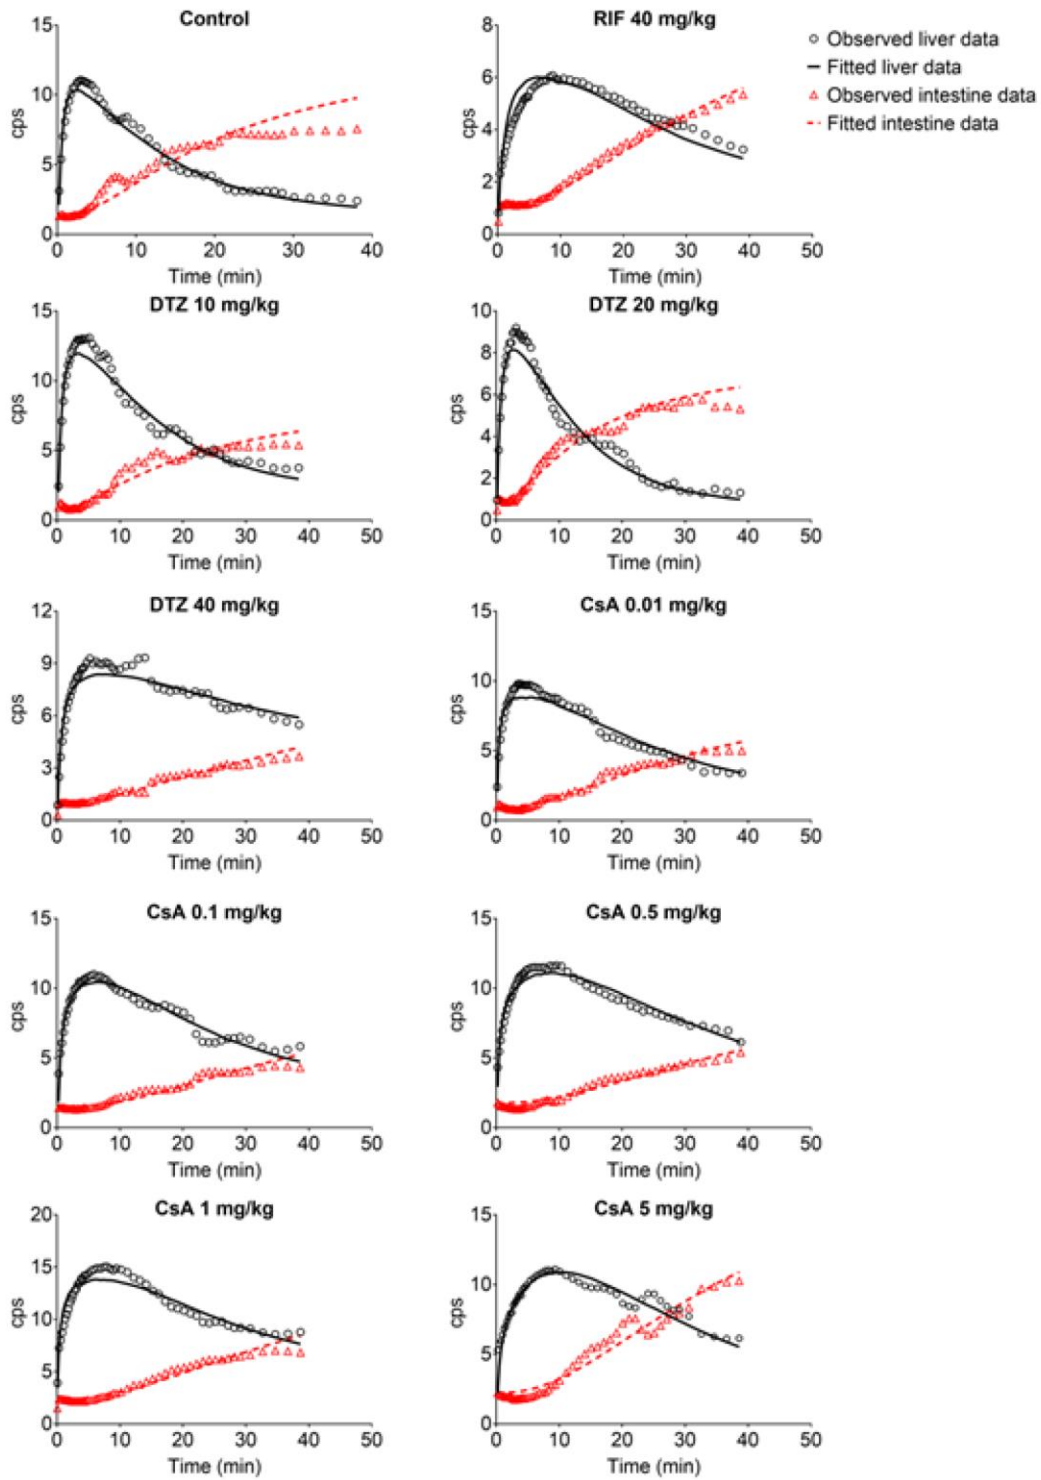 Control
15
10
cps
5
0
0 10 20 30 40
Time (min)
RIF 40 mg/kg
8
6
cps
4
2
0
0 10 20 30 40 50
Time (min)
Observed liver data
Fitted liver data
Observed intestine data
Fitted intestine data
DTZ 10 mg/kg
15
10
cps
5
0
0 10 20 30 40 50
Time (min)
DTZ 20 mg/kg
10
8
6
cps
4
2
0
0 10 20 30 40 50
Time (min)
DTZ 40 mg/kg
12
9
cps
6
3
0
0 10 20 30 40 50
Time (min)
CsA 0.01 mg/kg
15
10
cps
5
0
0 10 20 30 40 50
Time (min)
CsA 0.1 mg/kg
15
10
cps
5
0
0 10 20 30 40 50
Time (min)
CsA 0.5 mg/kg
15
10
cps
5
0
0 10 20 30 40 50
Time (min)
CsA 1 mg/kg
20
15
cps
10
5
0
0 10 20 30 40 50
Time (min)
CsA 5 mg/kg
15
10
cps
5
0
0 10 20 30 40 50
Time (min)